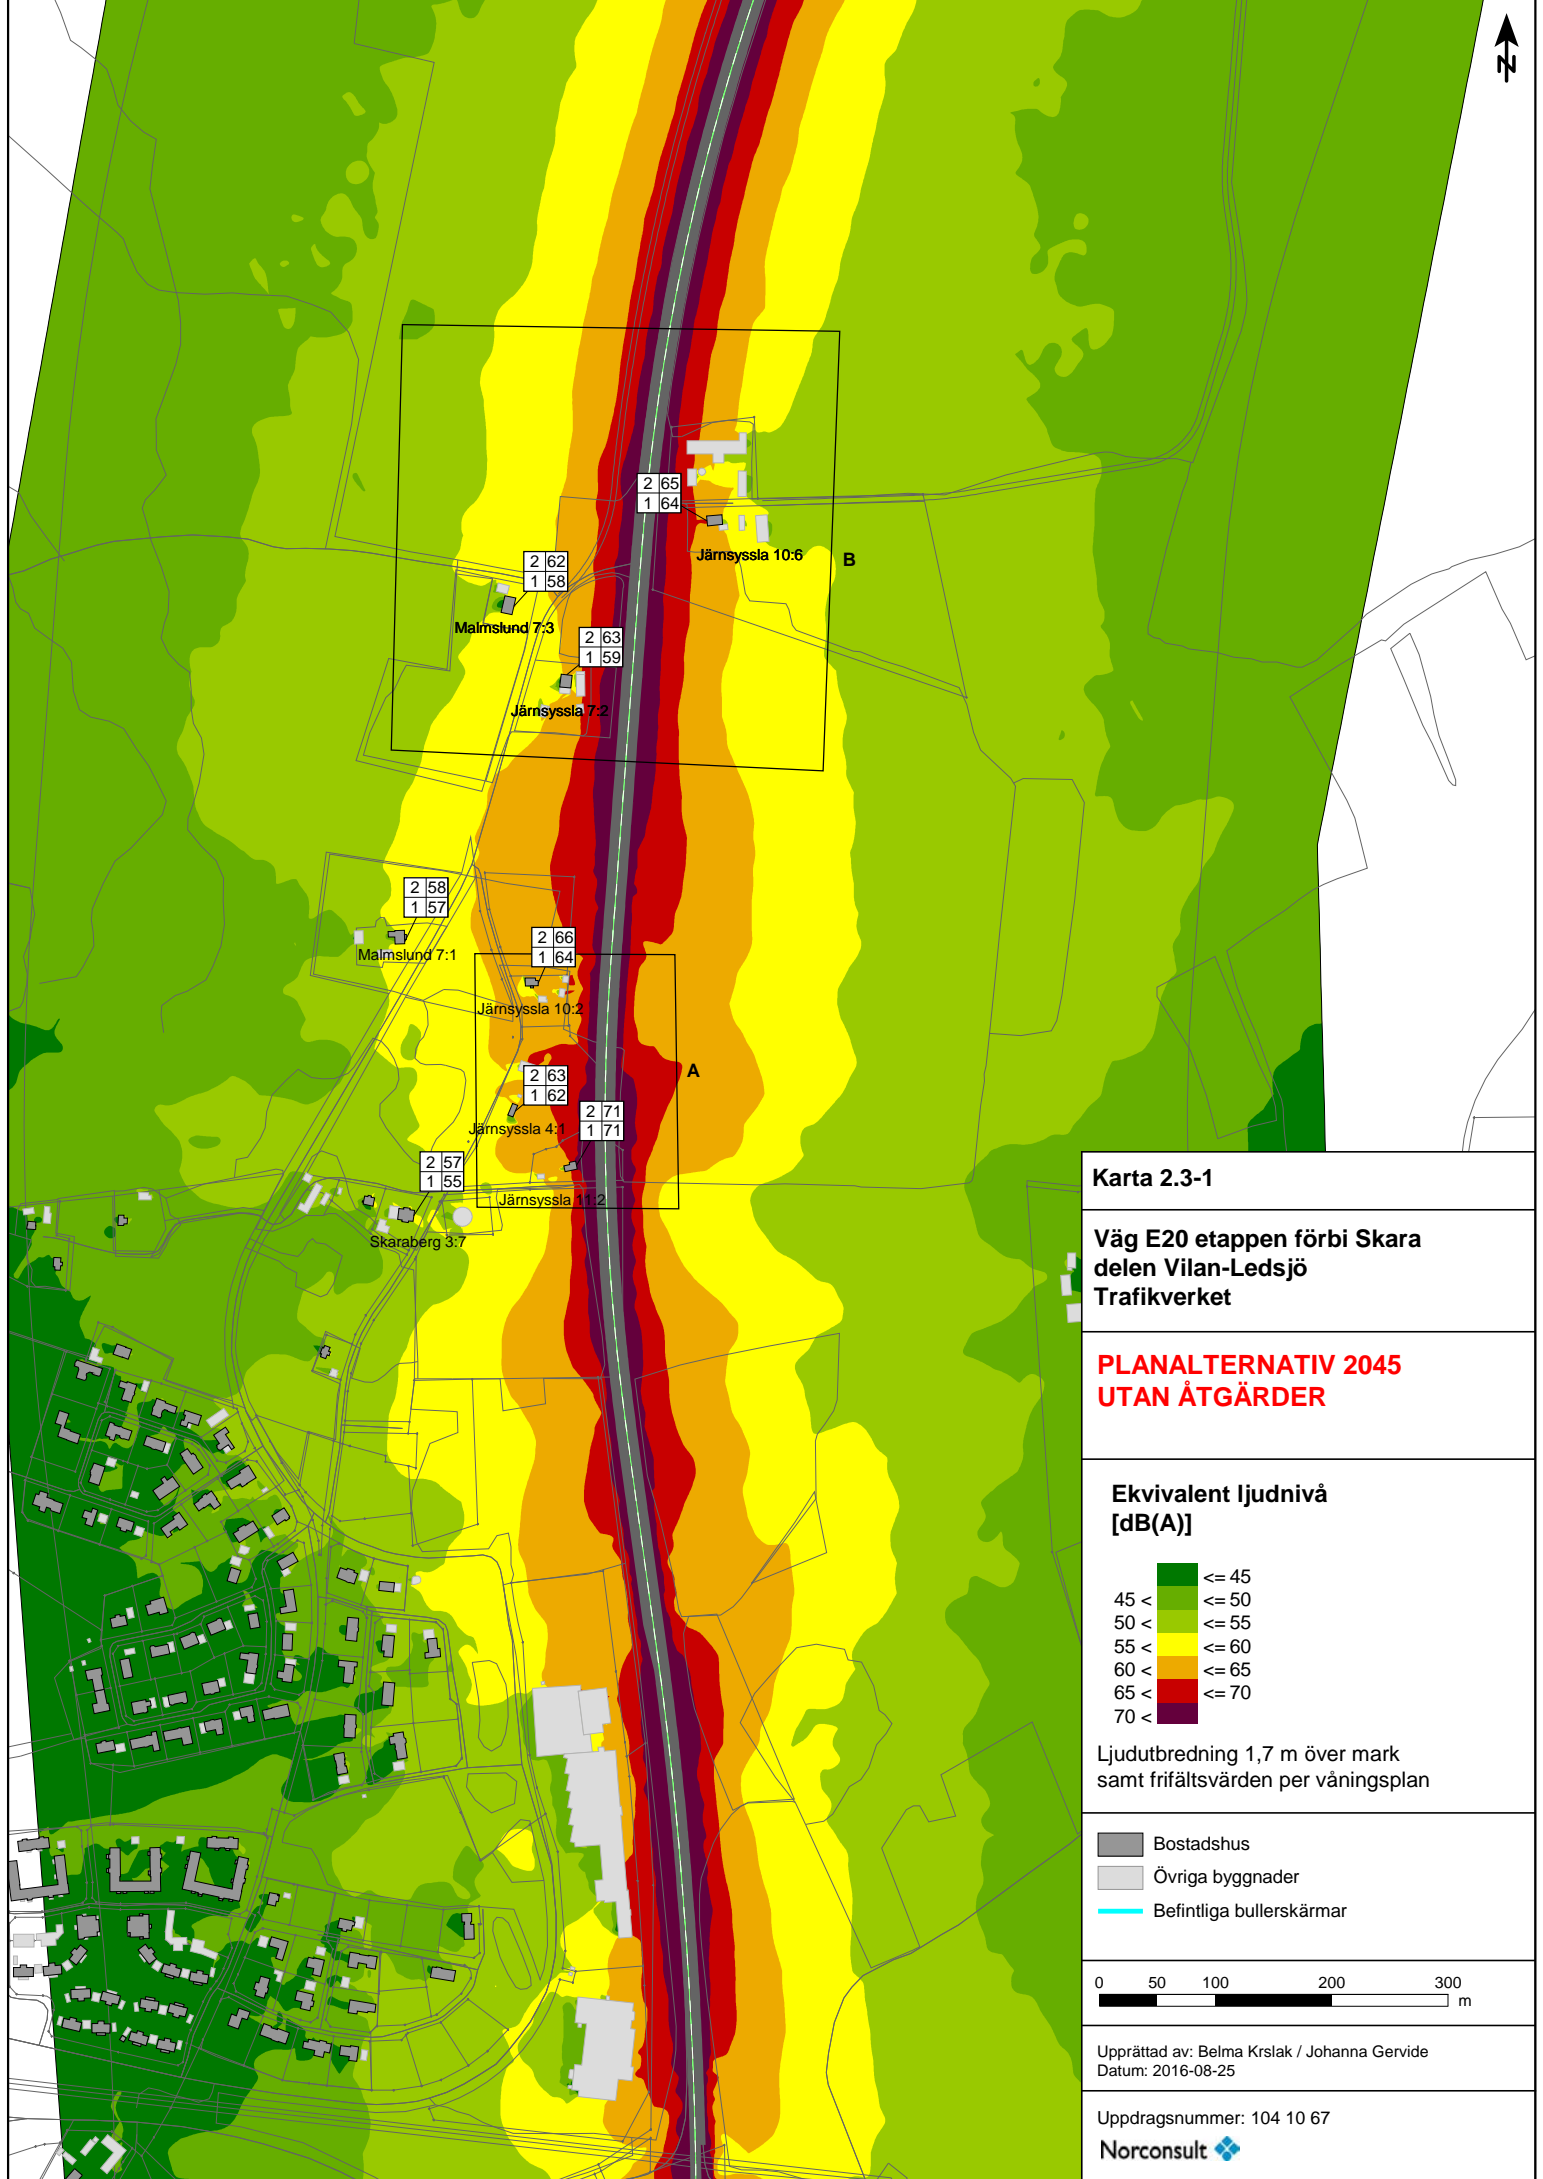 N
2 65
1 64
Järnsyssla 10:6
B
2 62
1 58
Malmslund 7:3
2 63
1 59
Järnsyssla 7:2
2 58
1 57
Malmslund 7:1
2 66
1 64
Järnsyssla 10:2
A
2 63
1 62
Järnsyssla 4:1
2 71
1 71
Järnsyssla 11:2
2 57
1 55
Skaraberg 3:7
Karta 2.3-1
Väg E20 etappen förbi Skara
delen Vilan-Ledsjö
Trafikverket
PLANALTERNATIV 2045
UTAN ÅTGÄRDER
Ekvivalent ljudnivå
[dB(A)]
<= 45
45 < <= 50
50 < <= 55
55 < <= 60
60 < <= 65
65 < <= 70
70 <
Ljudutbredning 1,7 m över mark
samt frifältsvärden per våningsplan
Bostadshus
Övriga byggnader
Befintliga bullerskärmar
0 50 100 200 300
m
Upprättad av: Belma Krslak / Johanna Gervide
Datum: 2016-08-25
Uppdragsnummer: 104 10 67
Norconsult